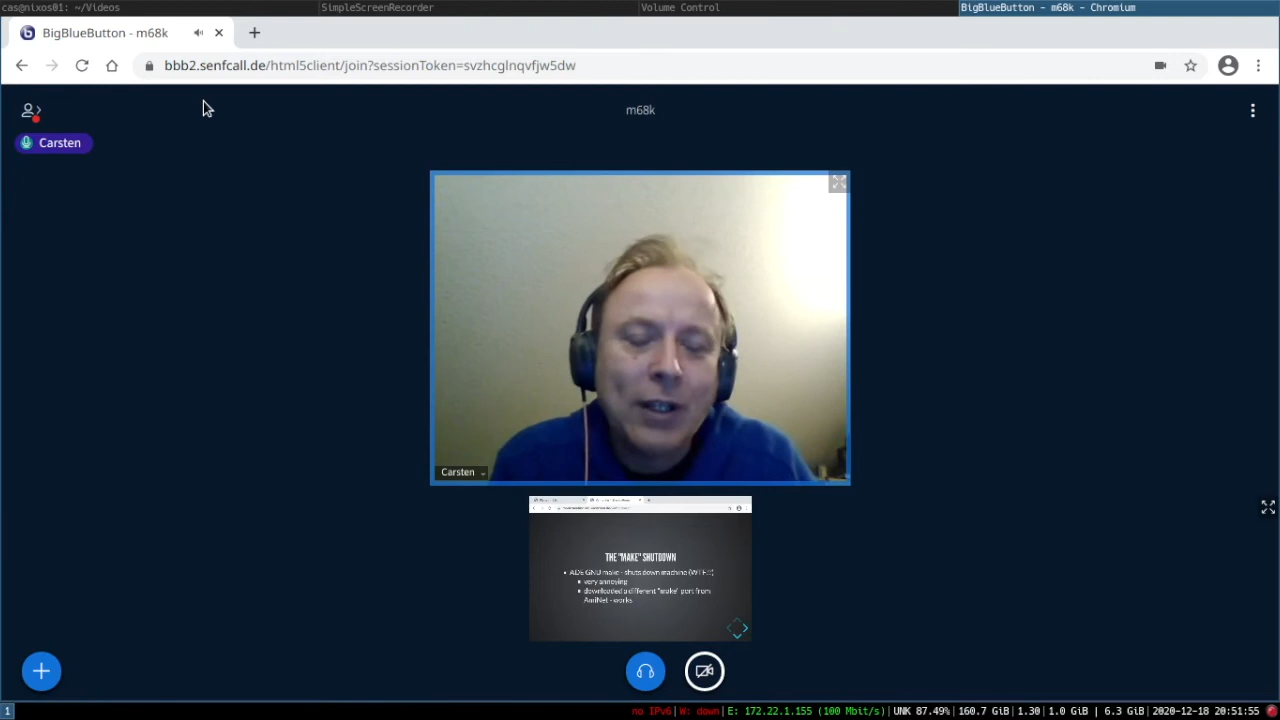 cas@nixos01: ~/Videos
SimpleScreenRecorder
Volume Control
BigBlueButton - m68k - Chromium
BigBlueButton - m68k
bbb2.senfcall.de/html5client/join?sessionToken=svzhcglnqvfjw5dw
m68k
Carsten
Carsten
THE "MAKE" SHUTDOWN
ADE GNU make - shuts down machine (WTF?!)
very annoying
downloaded a different "make" port from
AmiNet - works
1
no IPv6|W: down|E: 172.22.1.155 (100 Mbit/s)|UNK 87.49%|160.7 GiB|1.30|1.0 GiB | 6.3 GiB|2020-12-18 20:51:55